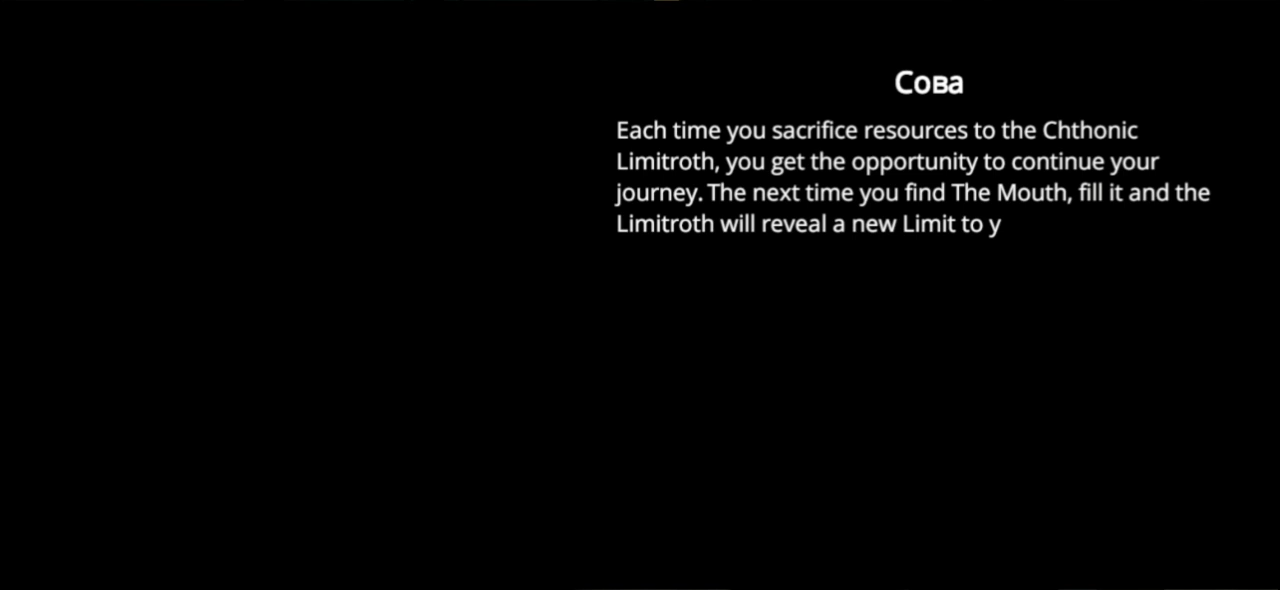 Сова
Each time you sacrifice resources to the Chthonic
Limitroth, you get the opportunity to continue your
journey. The next time you find The Mouth, fill it and the
Limitroth will reveal a new Limit to y